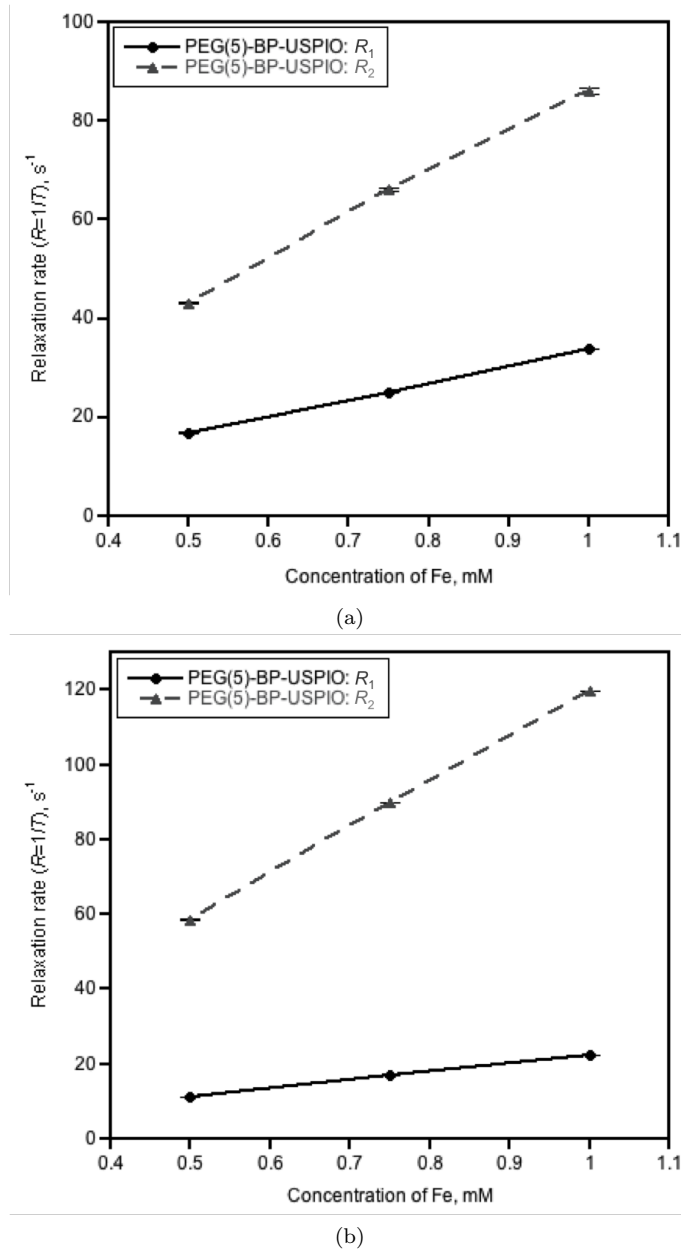 100
80
60
40
20
0
PEG(5)-BP-USPIO: R₁
PEG(5)-BP-USPIO: R₂
Relaxation rate (R=1/T), s⁻¹
0.4 0.5 0.6 0.7 0.8 0.9 1 1.1
Concentration of Fe, mM
(a)
120
100
80
60
40
20
0
PEG(5)-BP-USPIO: R₁
PEG(5)-BP-USPIO: R₂
Relaxation rate (R=1/T), s⁻¹
0.4 0.5 0.6 0.7 0.8 0.9 1 1.1
Concentration of Fe, mM
(b)